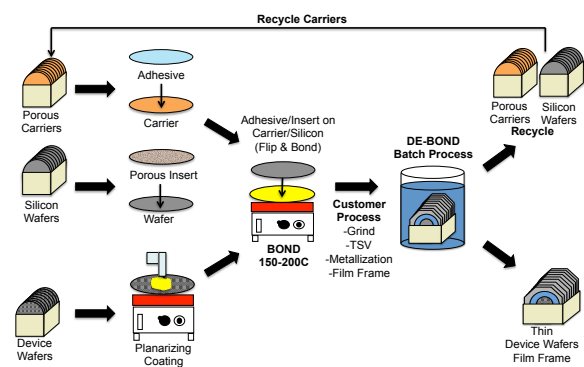 Recycle Carriers
Adhesive
Porous
Carriers
Carrier
Porous Insert
Silicon
Wafers
Wafer
Device
Wafers
Planarizing
Coating
Adhesive/Insert on
Carrier/Silicon
(Flip & Bond)
BOND
150-200C
Customer
Process
-Grind
-TSV
-Metallization
-Film Frame
DE-BOND
Batch Process
Porous
Carriers
Silicon
Wafers
Recycle
Thin
Device Wafers
Film Frame